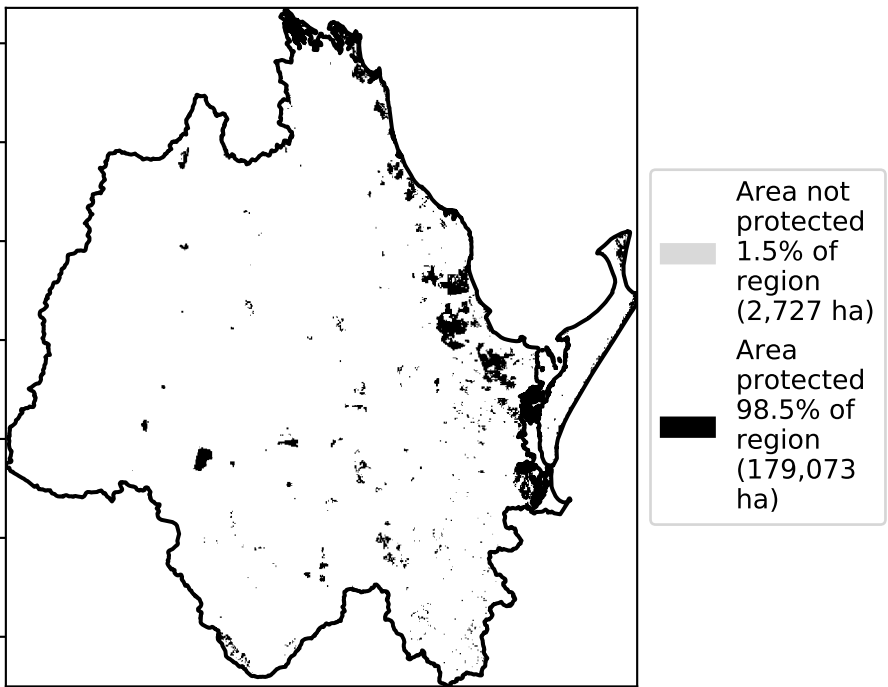 Area not
protected
1.5% of
region
(2,727 ha)
Area
protected
98.5% of
region
(179,073
ha)